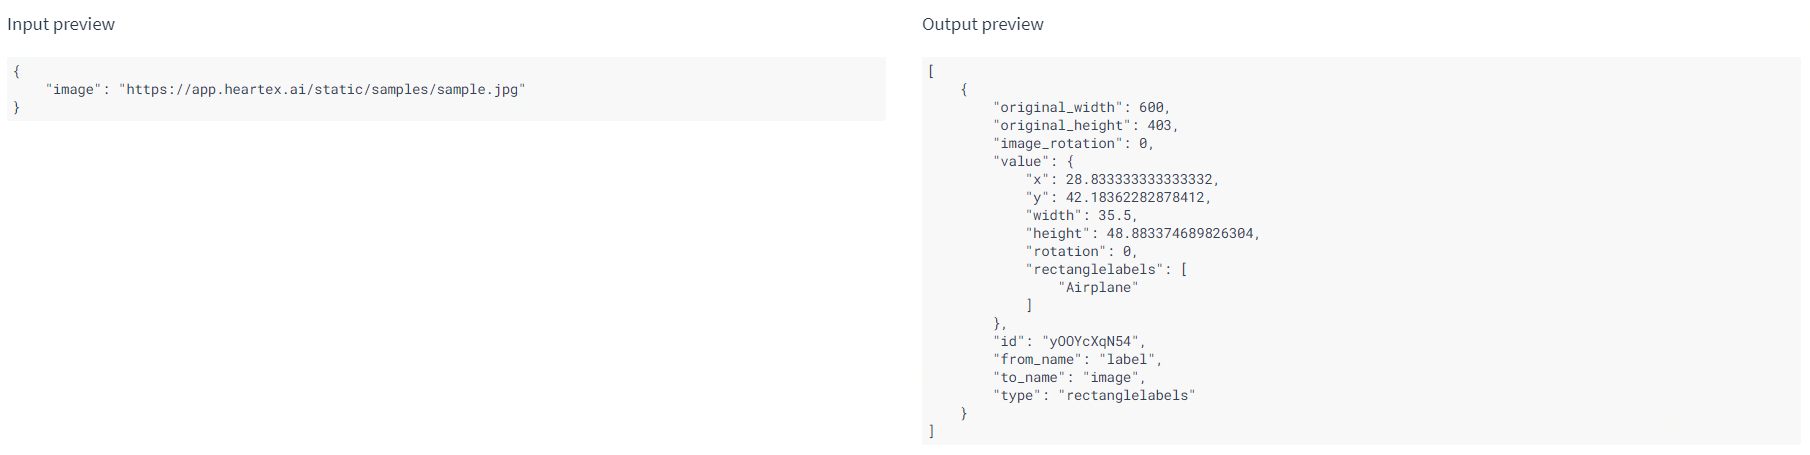 Input preview
{
    "image": "https://app.heartex.ai/static/samples/sample.jpg"
}
Output preview
[
    {
        "original_width": 600,
        "original_height": 403,
        "image_rotation": 0,
        "value": {
            "x": 28.833333333333332,
            "y": 42.18362282878412,
            "width": 35.5,
            "height": 48.883374689826304,
            "rotation": 0,
            "rectanglelabels": [
                "Airplane"
            ]
        },
        "id": "yOOYcXqN54",
        "from_name": "label",
        "to_name": "image",
        "type": "rectanglelabels"
    }
]